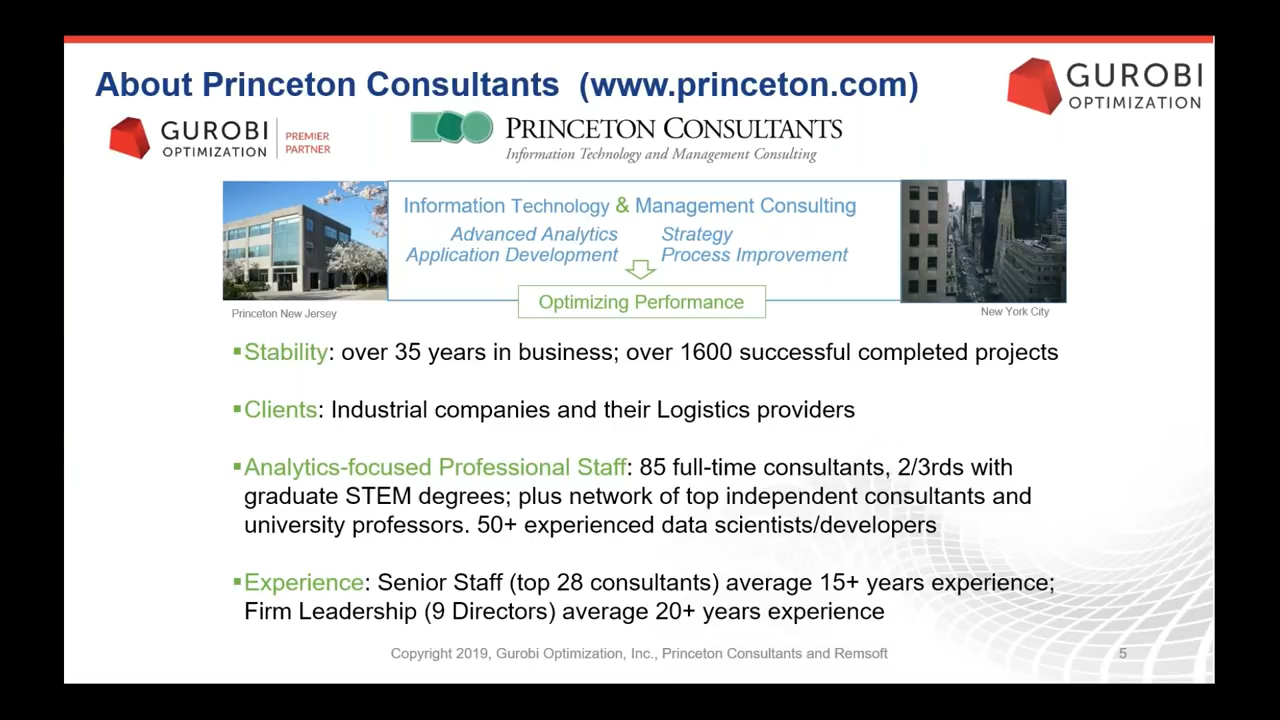 About Princeton Consultants (www.princeton.com)
GUROBI
OPTIMIZATION
GUROBI
OPTIMIZATION
PREMIER
PARTNER
PRINCETON CONSULTANTS
Information Technology and Management Consulting
Information Technology & Management Consulting
Advanced Analytics
Strategy
Application Development
Process Improvement
Optimizing Performance
Princeton New Jersey
New York City
▪Stability: over 35 years in business; over 1600 successful completed projects
▪Clients: Industrial companies and their Logistics providers
▪Analytics-focused Professional Staff: 85 full-time consultants, 2/3rds with
graduate STEM degrees; plus network of top independent consultants and
university professors. 50+ experienced data scientists/developers
▪Experience: Senior Staff (top 28 consultants) average 15+ years experience;
Firm Leadership (9 Directors) average 20+ years experience
Copyright 2019, Gurobi Optimization, Inc., Princeton Consultants and Remsoft
5